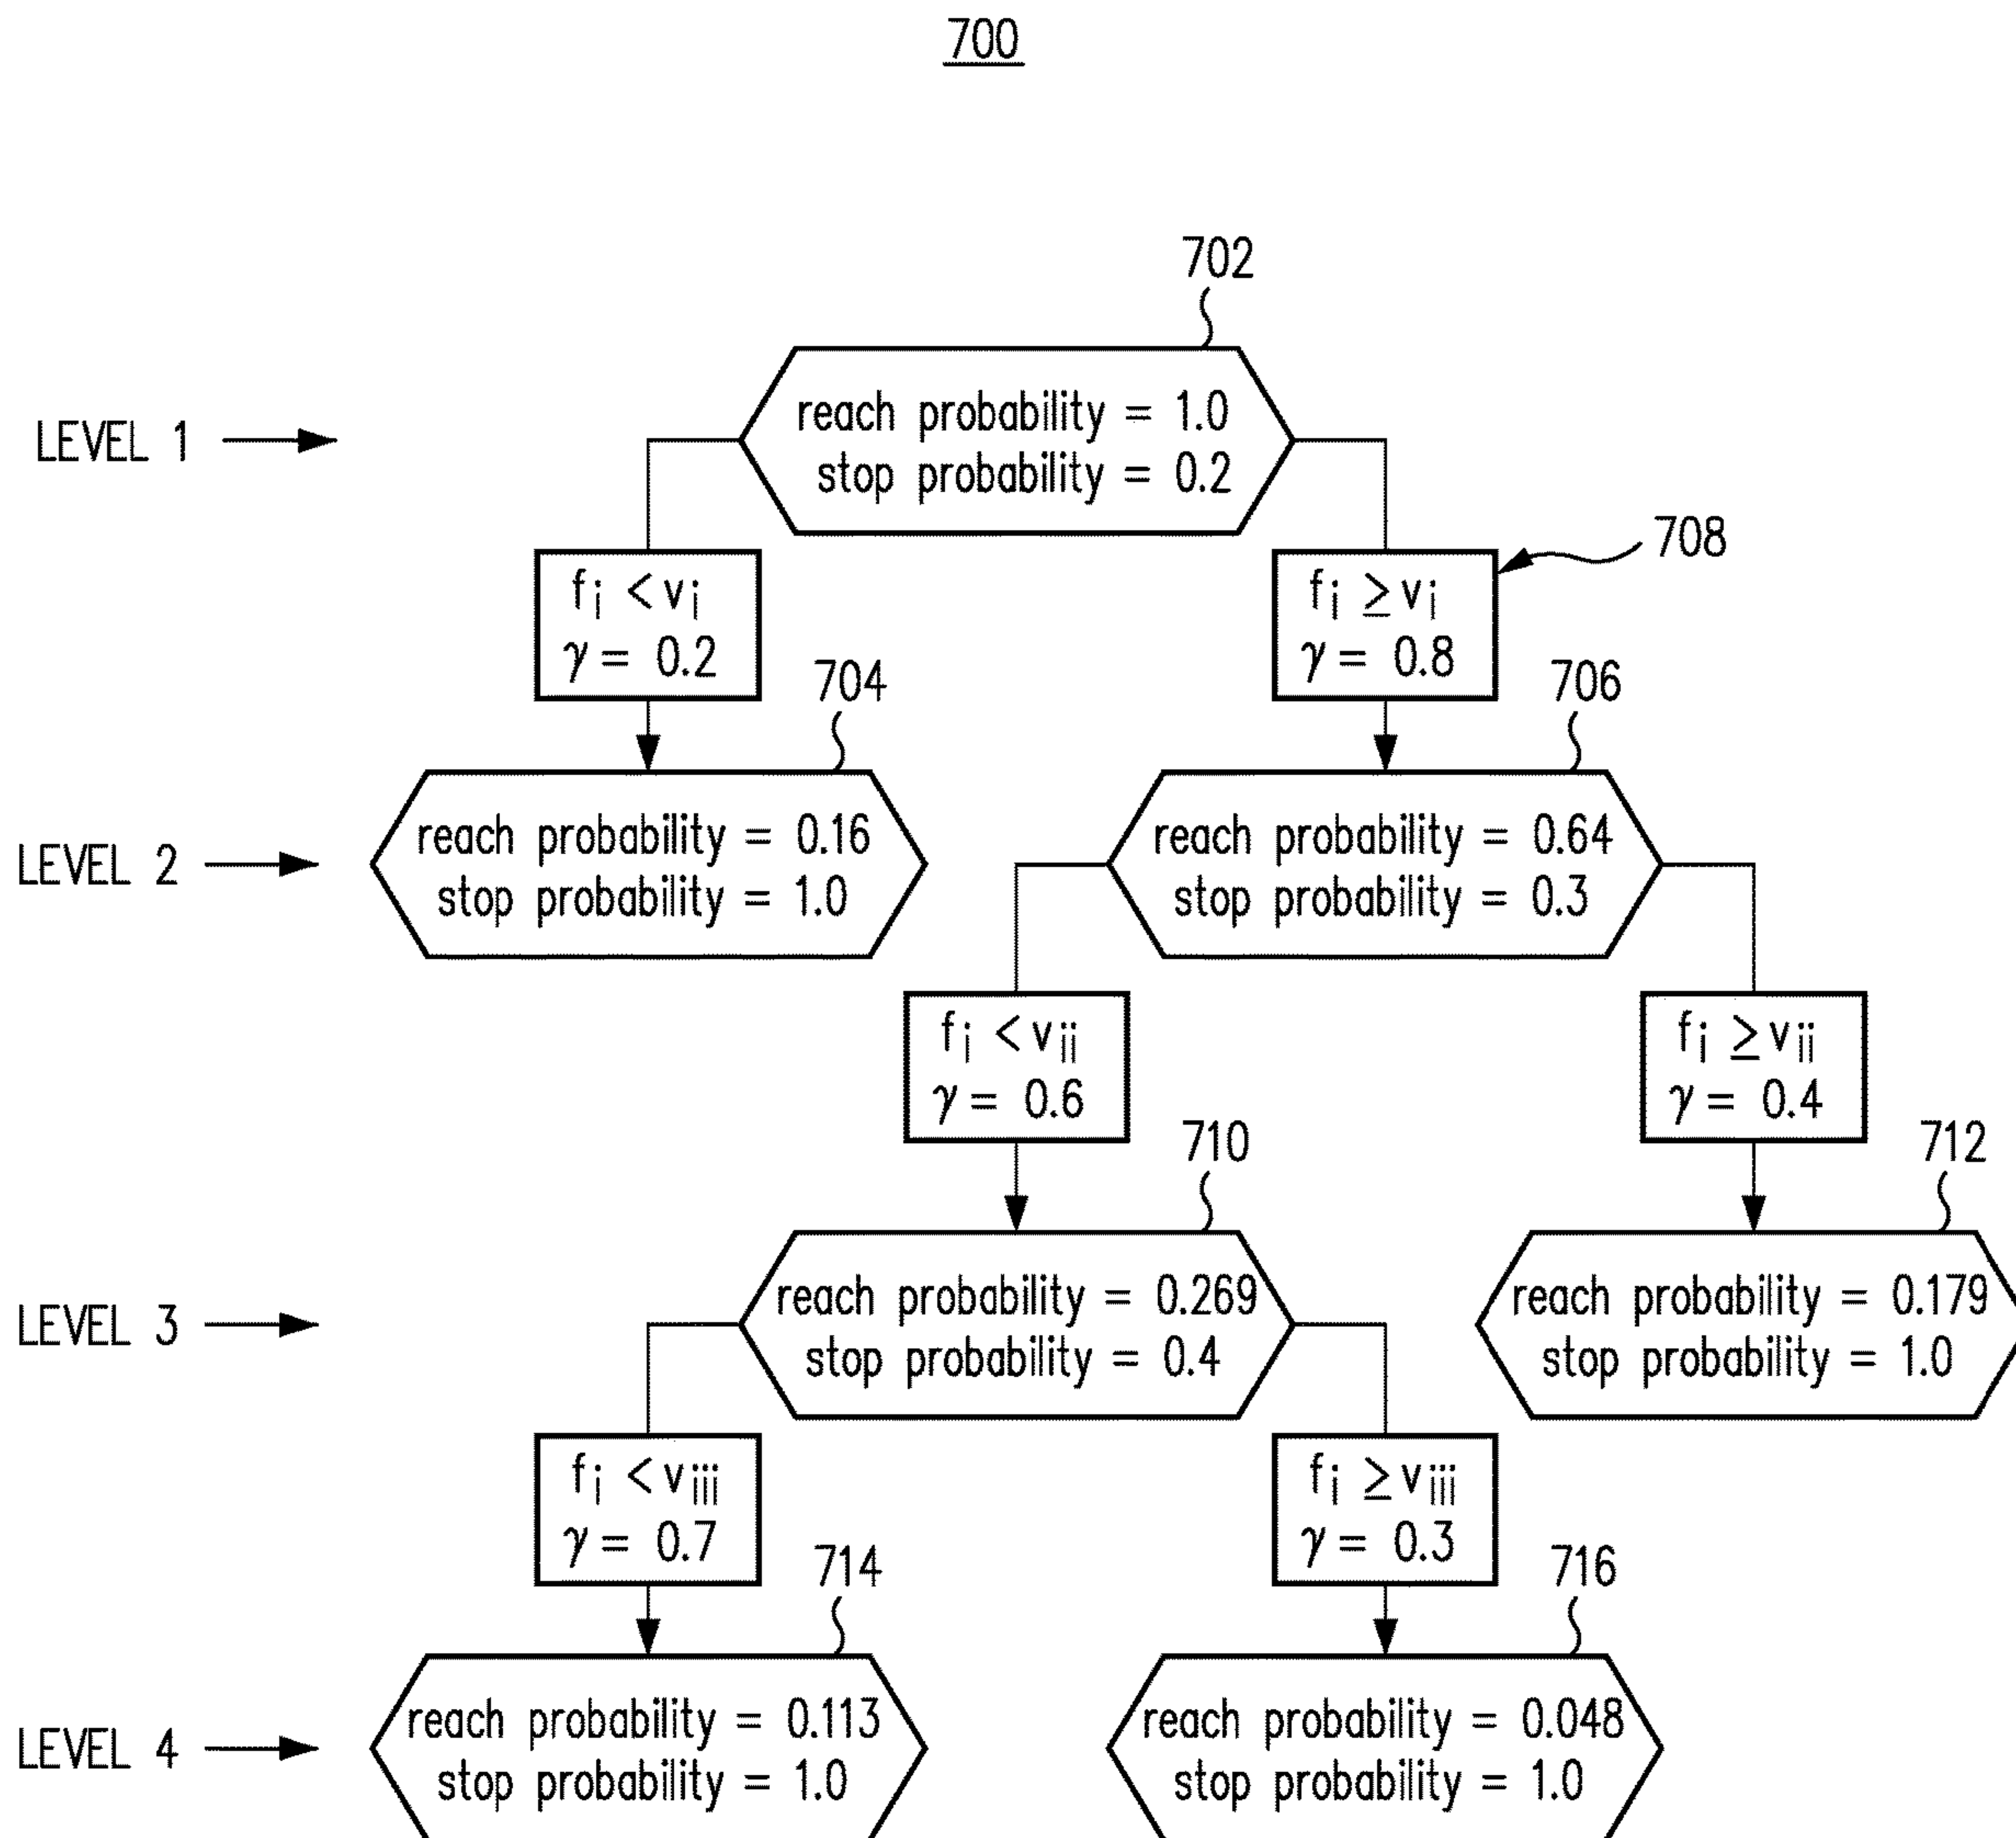 700
702
LEVEL 1
reach probability = 1.0
stop probability = 0.2
708
fi < vi
γ = 0.2
fi ≥ vi
γ = 0.8
704
706
LEVEL 2
reach probability = 0.16
stop probability = 1.0
reach probability = 0.64
stop probability = 0.3
fi < vii
γ = 0.6
fi ≥ vii
γ = 0.4
710
712
LEVEL 3
reach probability = 0.269
stop probability = 0.4
reach probability = 0.179
stop probability = 1.0
fi < viii
γ = 0.7
fi ≥ viii
γ = 0.3
714
716
LEVEL 4
reach probability = 0.113
stop probability = 1.0
reach probability = 0.048
stop probability = 1.0